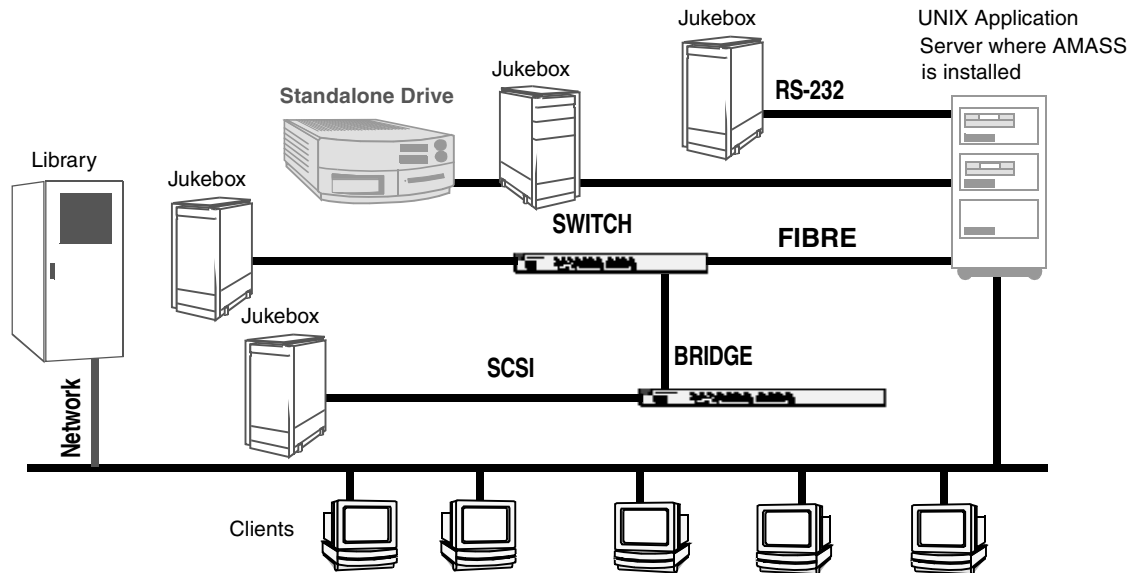 Jukebox
UNIX Application
Server where AMASS
is installed
Jukebox
RS-232
Standalone Drive
Library
Jukebox
SWITCH
FIBRE
Jukebox
BRIDGE
SCSI
Network
Clients